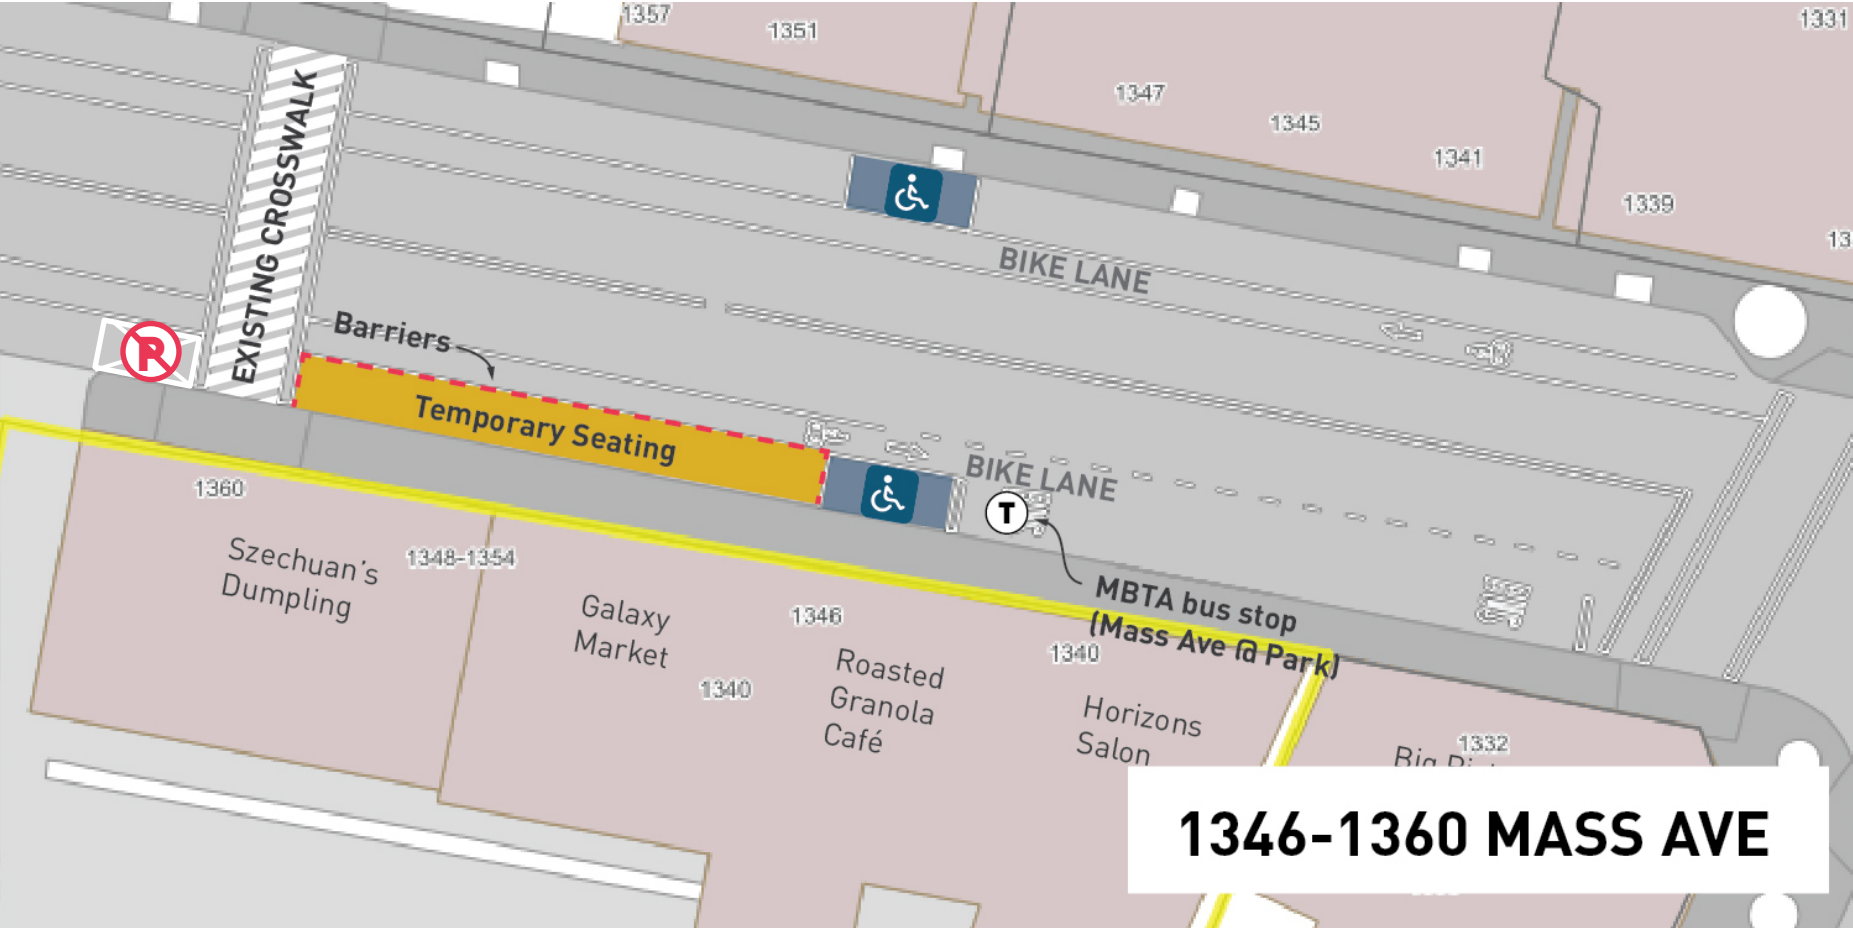 1357
1351
1331
1347
1345
1341
1339
13
EXISTING CROSSWALK
BIKE LANE
P
Barriers
Temporary Seating
BIKE LANE
T
MBTA bus stop
(Mass Ave @ Park)
1360
Szechuan's
Dumpling
1348-1354
Galaxy
Market
1346
1340
1340
Roasted
Granola
Café
Horizons
Salon
1332
Big
1346-1360 MASS AVE